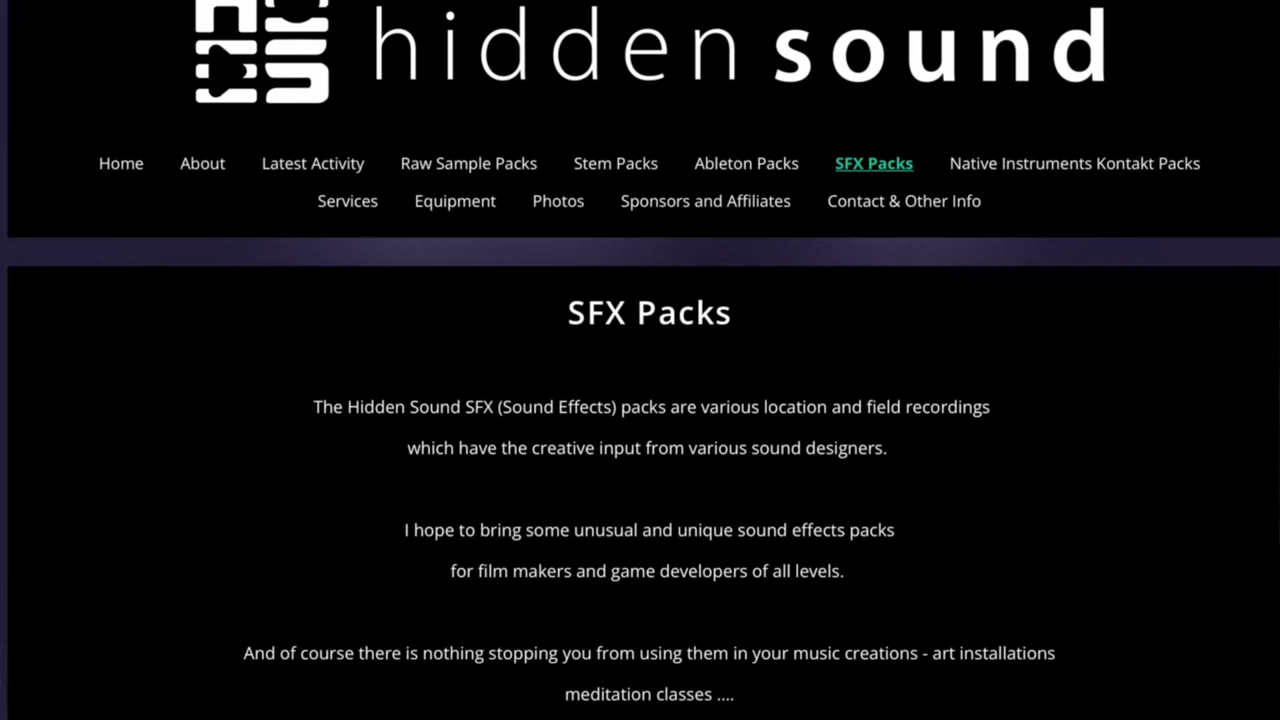 hidden sound
Home About Latest Activity Raw Sample Packs Stem Packs Ableton Packs SFX Packs Native Instruments Kontakt Packs
Services Equipment Photos Sponsors and Affiliates Contact & Other Info
SFX Packs
The Hidden Sound SFX (Sound Effects) packs are various location and field recordings
which have the creative input from various sound designers.
I hope to bring some unusual and unique sound effects packs
for film makers and game developers of all levels.
And of course there is nothing stopping you from using them in your music creations - art installations
meditation classes ....